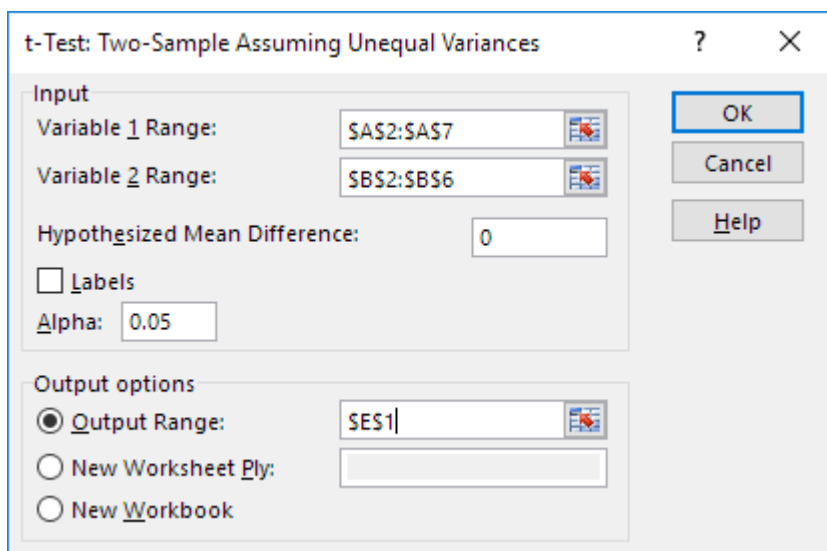 t-Test: Two-Sample Assuming Unequal Variances ? ×
Input
Variable 1 Range: $A$2:$A$7
Variable 2 Range: $B$2:$B$6
Hypothesized Mean Difference: 0
Labels
Alpha: 0.05
OK
Cancel
Help
Output options
Output Range: $E$1
New Worksheet Ply:
New Workbook